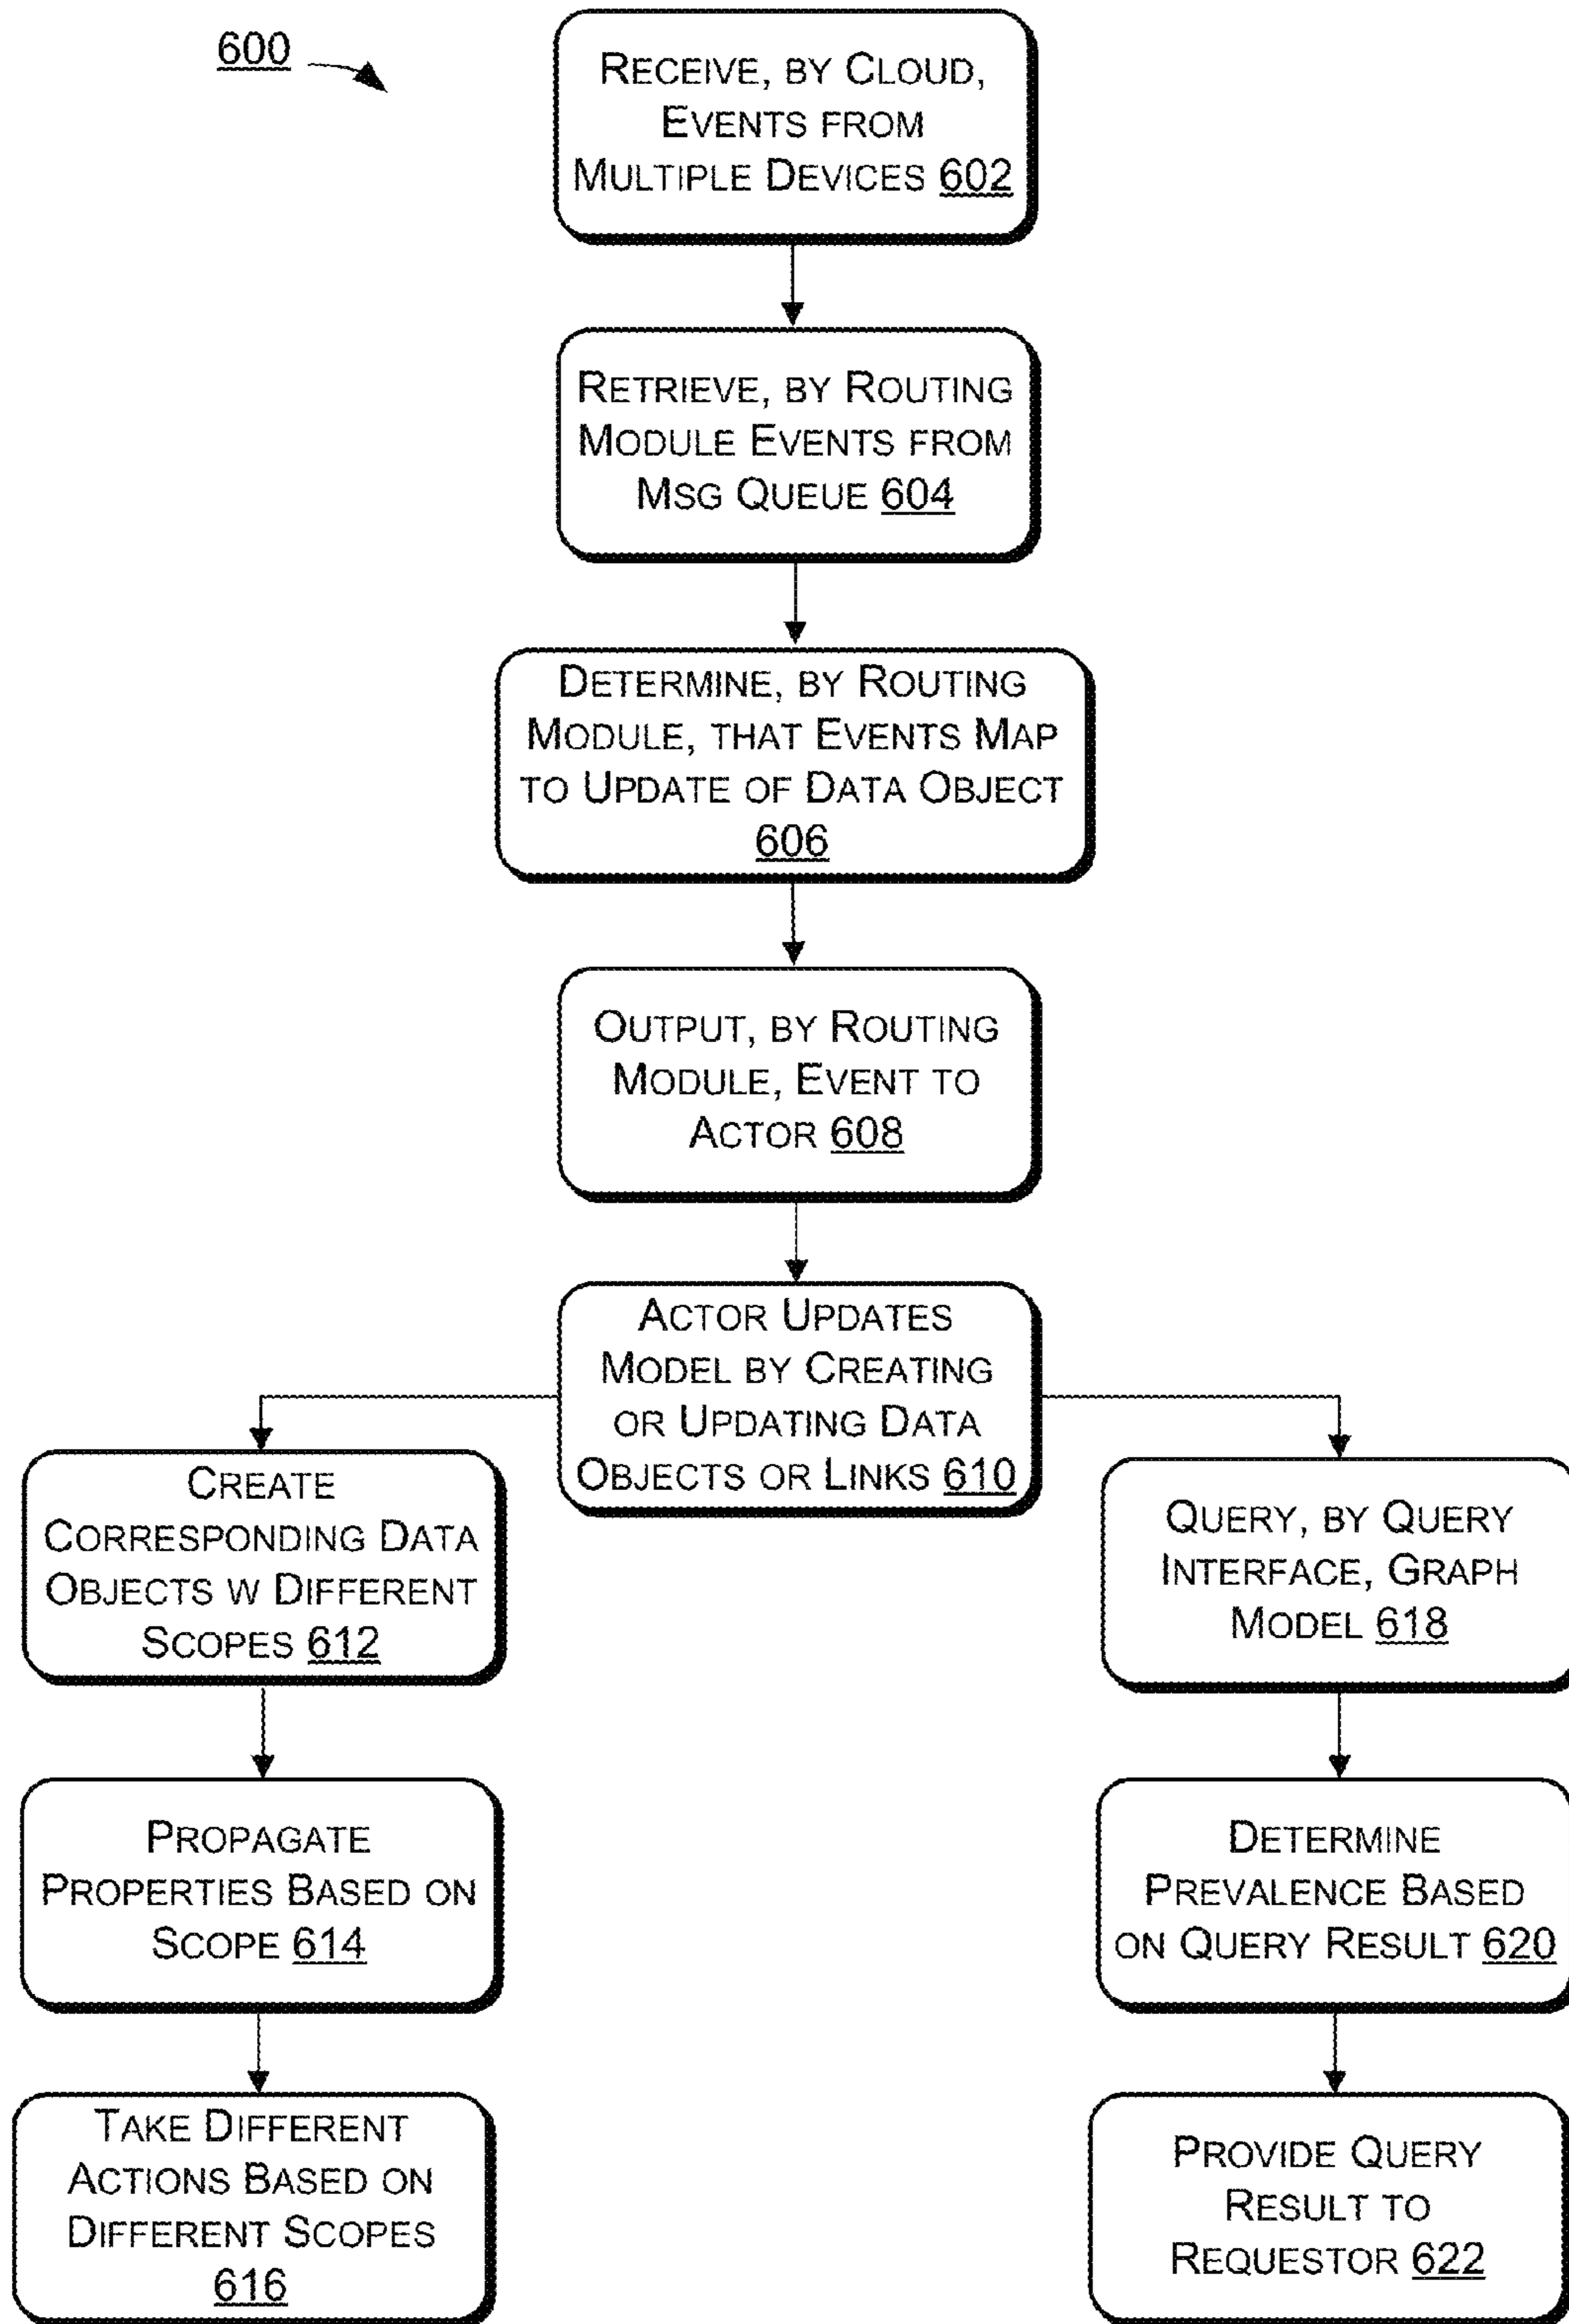 600
RECEIVE, BY CLOUD,
EVENTS FROM
MULTIPLE DEVICES 602
RETRIEVE, BY ROUTING
MODULE EVENTS FROM
MSG QUEUE 604
DETERMINE, BY ROUTING
MODULE, THAT EVENTS MAP
TO UPDATE OF DATA OBJECT
606
OUTPUT, BY ROUTING
MODULE, EVENT TO
ACTOR 608
ACTOR UPDATES
MODEL BY CREATING
OR UPDATING DATA
OBJECTS OR LINKS 610
CREATE
CORRESPONDING DATA
OBJECTS W DIFFERENT
SCOPES 612
PROPAGATE
PROPERTIES BASED ON
SCOPE 614
TAKE DIFFERENT
ACTIONS BASED ON
DIFFERENT SCOPES
616
QUERY, BY QUERY
INTERFACE, GRAPH
MODEL 618
DETERMINE
PREVALENCE BASED
ON QUERY RESULT 620
PROVIDE QUERY
RESULT TO
REQUESTOR 622